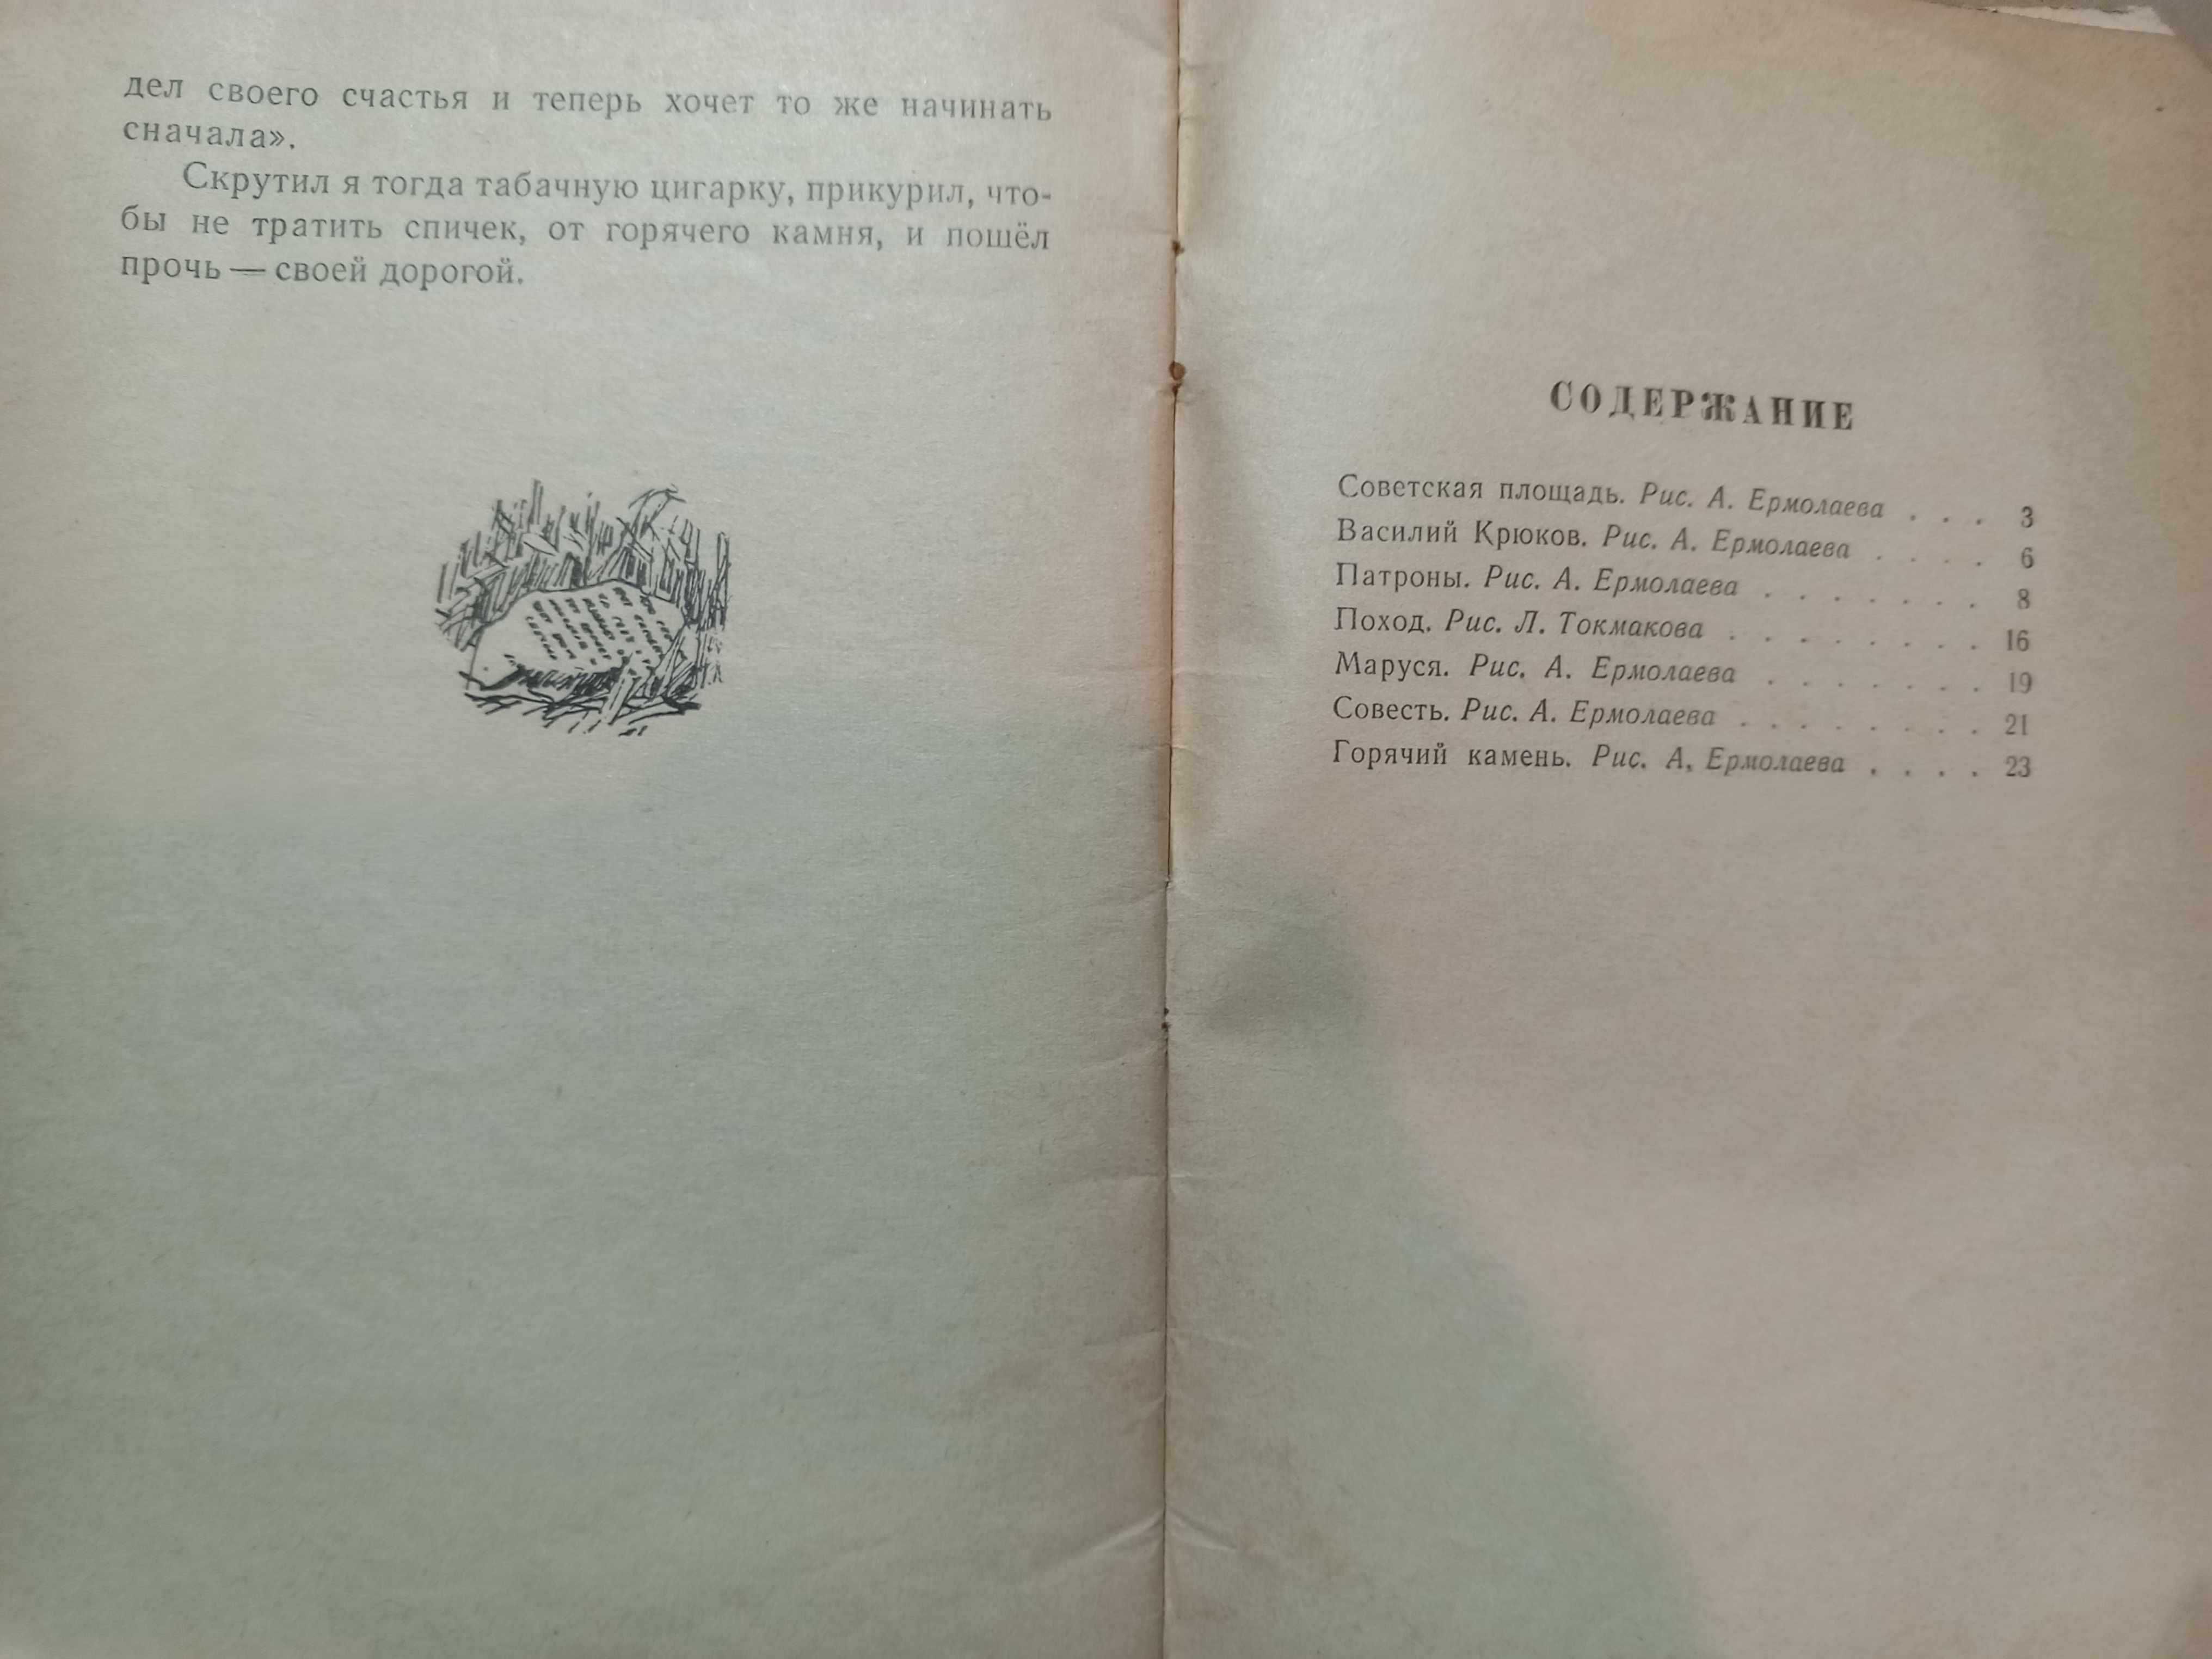 дел своего счастья и теперь хочет то же начинать
сначала».
Скрутил я тогда табачную цигарку, прикурил, что-
бы не тратить спичек, от горячего камня, и пошёл
прочь — своей дорогой.
СОДЕРЖАНИЕ
Советская площадь. Рис. А. Ермолаева . . . 3
Василий Крюков. Рис. А. Ермолаева . . . . 6
Патроны. Рис. А. Ермолаева . . . . . . . 8
Поход. Рис. Л. Токмакова . . . . . . . . 16
Маруся. Рис. А. Ермолаева . . . . . . . 19
Совесть. Рис. А. Ермолаева . . . . . . . . 21
Горячий камень. Рис. А. Ермолаева . . . . 23